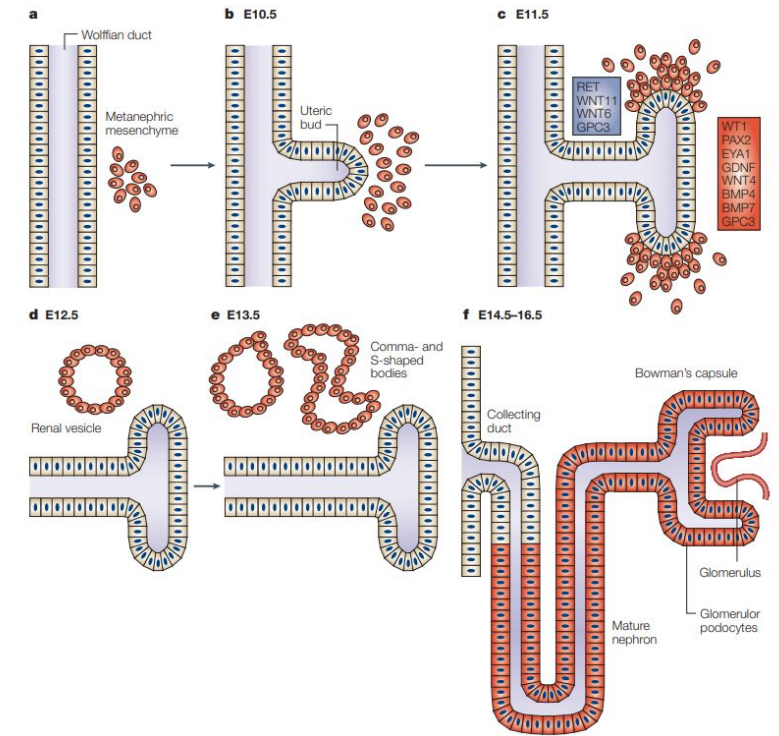 a
Wolffian duct
Metanephric
mesenchyme
b E10.5
Uteric
bud
c E11.5
RET
WNT11
WNT6
GPC3
WT1
PAX2
EYA1
GDNF
WNT4
BMP4
BMP7
GPC3
d E12.5
Renal vesicle
e E13.5
Comma- and
S-shaped
bodies
f E14.5–16.5
Collecting
duct
Bowman's capsule
Glomerulus
Glomerulor
podocytes
Mature
nephron